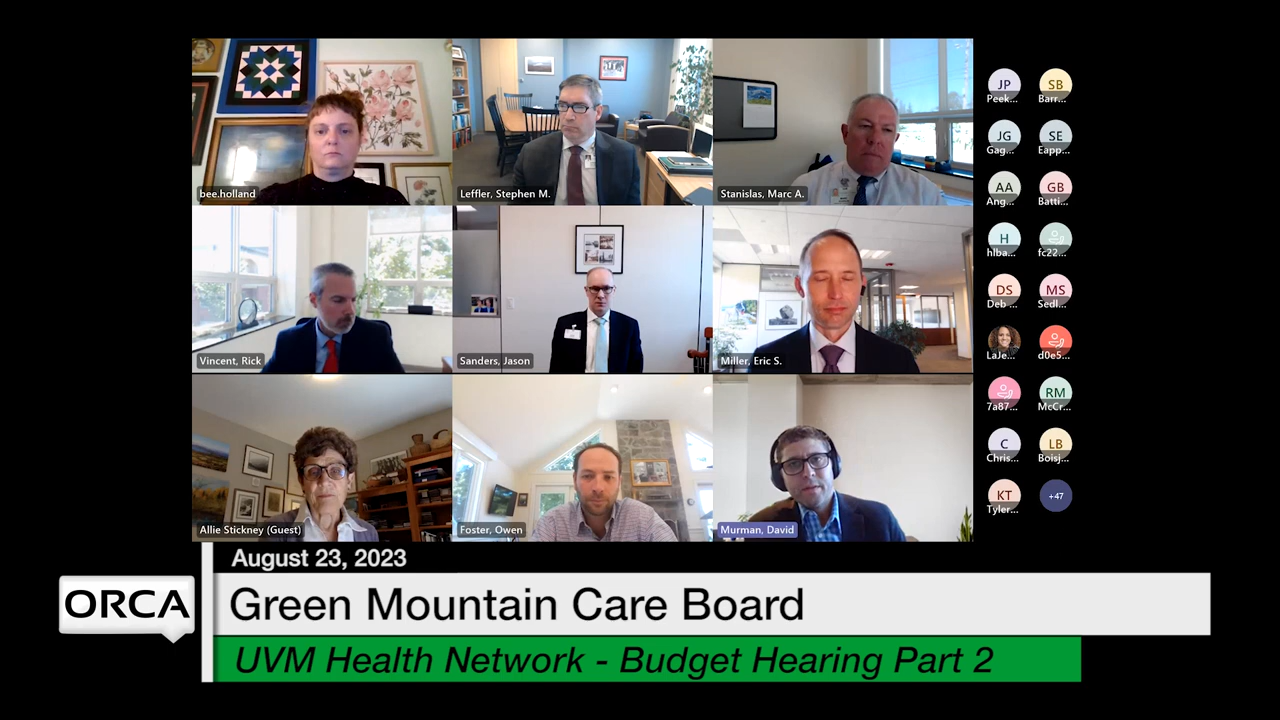 JP
SB
Peek...
Barr...
JG
SE
Gag...
Eapp...
AA
GB
Ang...
Batti...
bee.holland
Leffler, Stephen M.
Stanislas, Marc A.
H
hlba...
fc22...
DS
MS
Deb ...
Sedl...
LaJe...
d0e5...
Vincent, Rick
Sanders, Jason
Miller, Eric S.
RM
7a87...
McCr...
C
LB
Chris...
Boisj...
KT
+47
Tyler...
Allie Stickney (Guest)
Foster, Owen
Murman, David
August 23, 2023
ORCA
Green Mountain Care Board
UVM Health Network - Budget Hearing Part 2